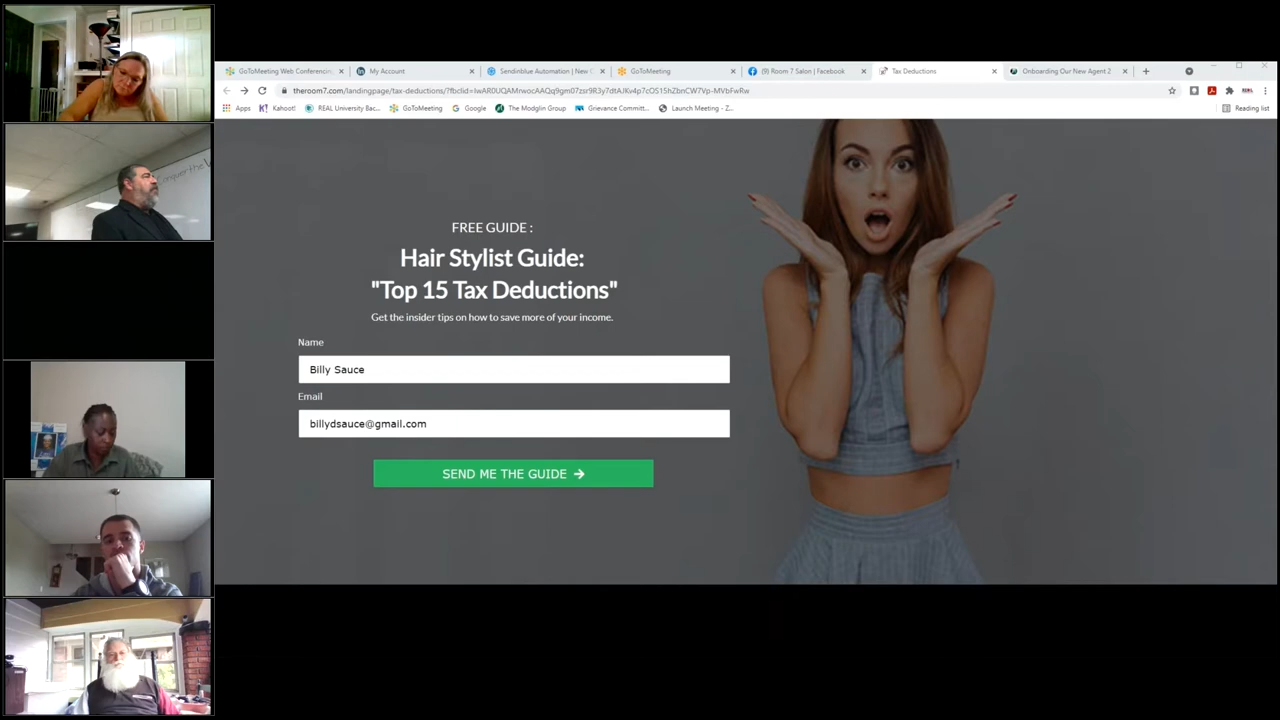 Conquer the
GoToMeeting Web Conferencing
My Account
Sendinblue Automation | New C
GoToMeeting
(9) Room 7 Salon | Facebook
Tax Deductions
Onboarding Our New Agent 2
Apps
Kahoot!
REAL University Bac...
GoToMeeting
Google
The Modglin Group
Grievance Committ...
Launch Meeting - Z...
Reading list
FREE GUIDE :
Hair Stylist Guide:
"Top 15 Tax Deductions"
Get the insider tips on how to save more of your income.
Name
Billy Sauce
Email
billydsauce@gmail.com
SEND ME THE GUIDE